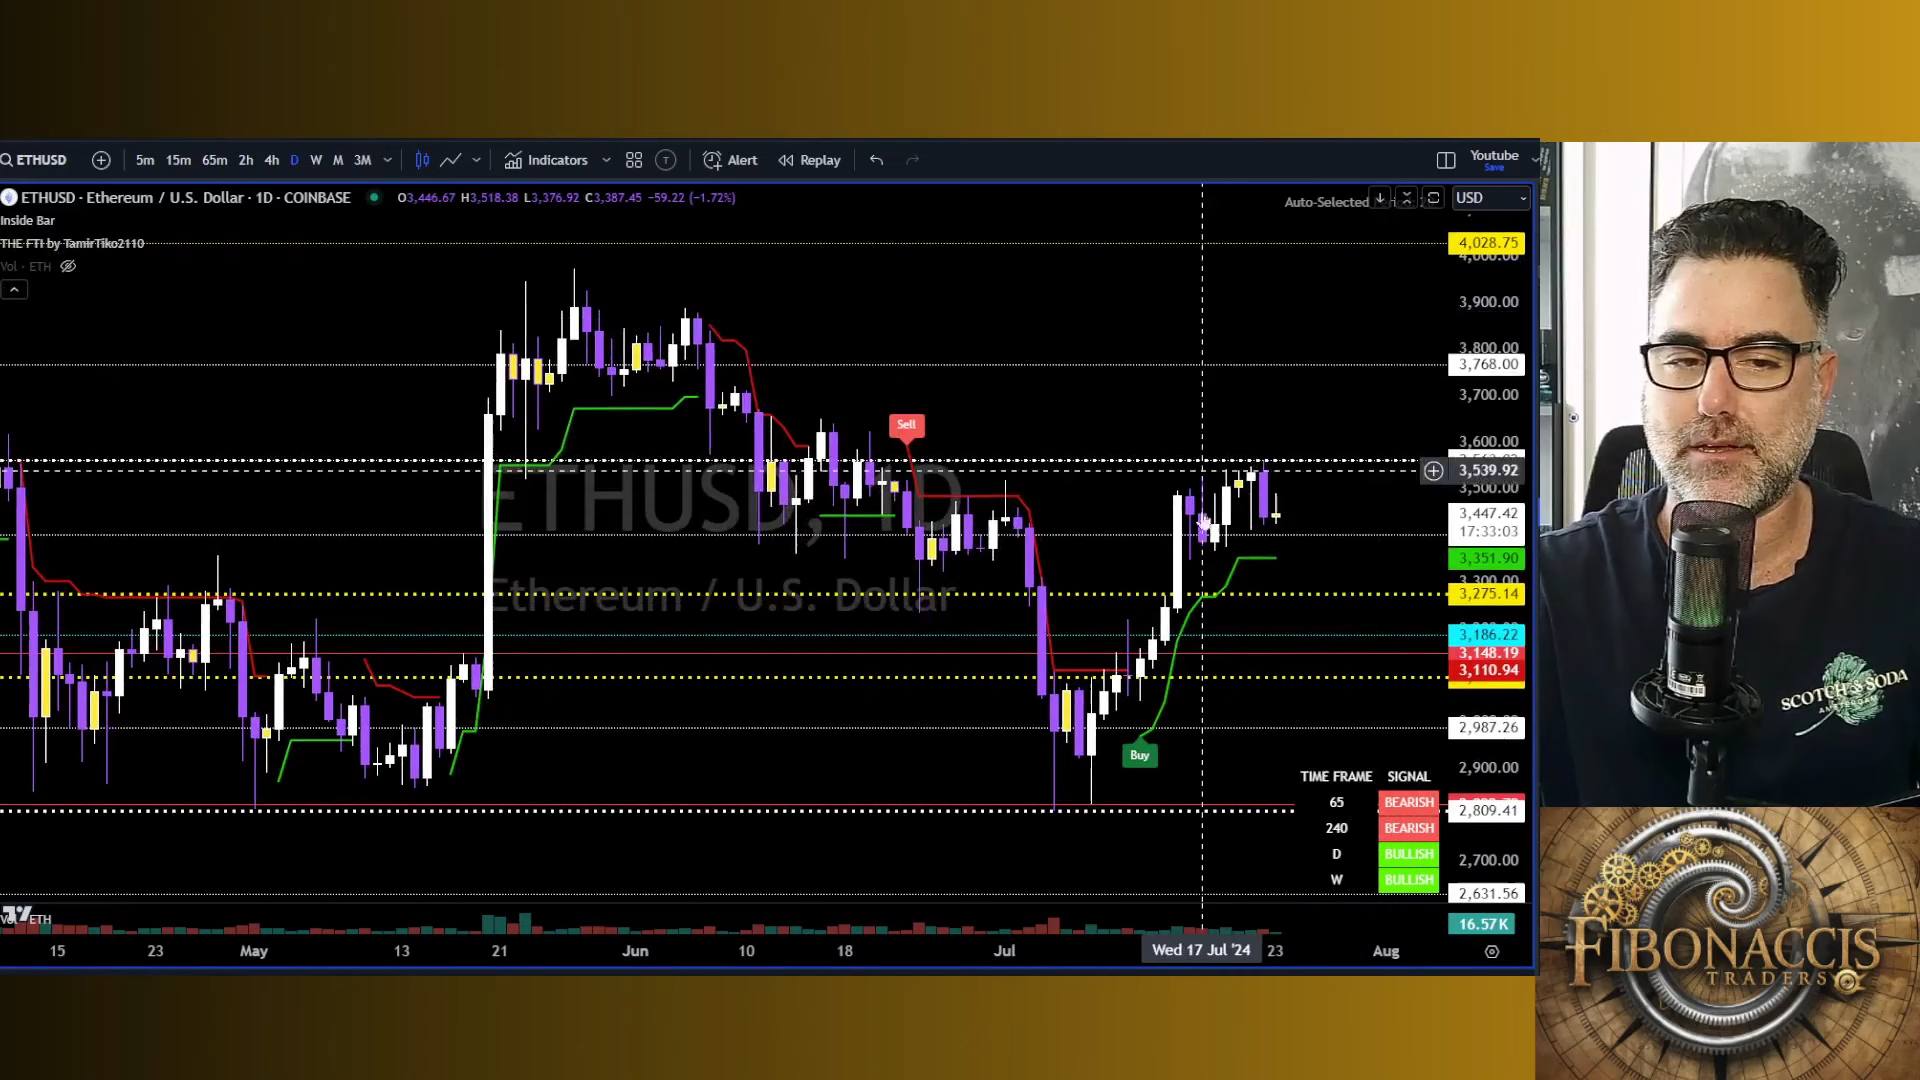 ETHUSD 5m 15m 65m 2h 4h D W M 3M Indicators T Alert Replay Youtube
Save
ETHUSD · Ethereum / U.S. Dollar · 1D · COINBASE O3,446.67 H3,518.38 L3,376.92 C3,387.45 -59.22 (-1.72%)
Auto-Selected
USD
Inside Bar
THE FTI by TamirTiko2110
Vol · ETH
4,028.75
4,000.00
3,900.00
3,800.00
3,768.00
3,700.00
3,600.00
3,539.92
3,500.00
3,447.42
17:33:03
3,351.90
3,300.00
3,275.14
3,186.22
3,148.19
3,110.94
2,987.26
2,900.00
2,809.41
2,700.00
2,631.56
16.57K
Sell
Buy
ETHUSD, 1D
Ethereum / U.S. Dollar
TIME FRAME SIGNAL
65 BEARISH
240 BEARISH
D BULLISH
W BULLISH
ETH
15 23 May 13 21 Jun 10 18 Jul Wed 17 Jul '24 23 Aug
SCOTCH & SODA
AMSTERDAM
FIBONACCIS
TRADERS